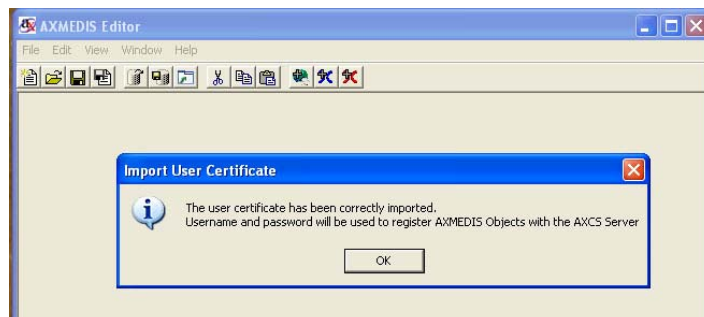 AXMEDIS Editor
File Edit View Window Help
Import User Certificate
The user certificate has been correctly imported.
Username and password will be used to register AXMEDIS Objects with the AXCS Server
OK